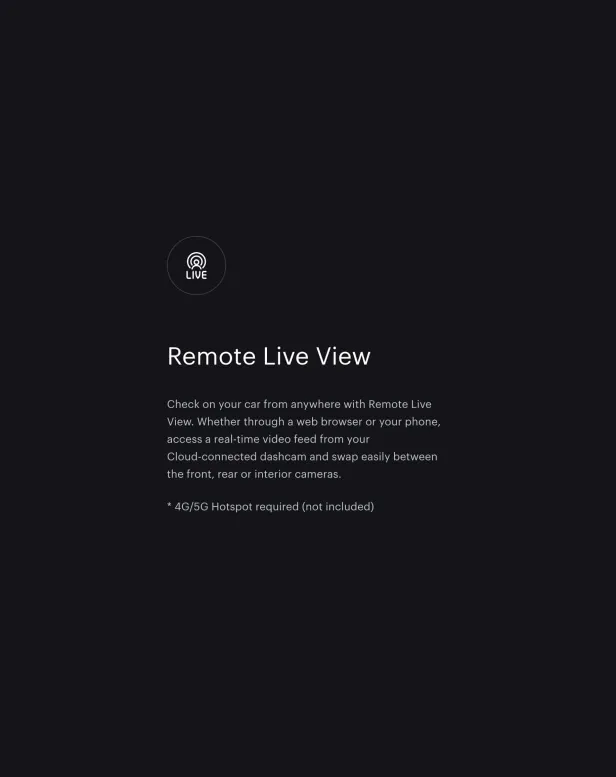 LIVE
Remote Live View
Check on your car from anywhere with Remote Live
View. Whether through a web browser or your phone,
access a real-time video feed from your
Cloud-connected dashcam and swap easily between
the front, rear or interior cameras.
* 4G/5G Hotspot required (not included)